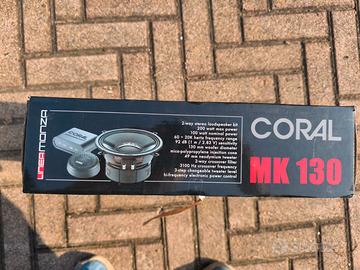 LINEA MONZA
2-way stereo loudspeaker kit
200 watt max power
100 watt nominal power
60 ÷ 20K hertz frequency range
92 dB (1 m / 2,83 V) sensitivity
130 mm woofer diameter
mica-polypropylene injection cone
49 mm neodymium tweeter
2-way crossover filter
3100 Hz crossover frequency
3-step changeable tweeter level
bi-frequency electronic power control
CORAL
MK 130